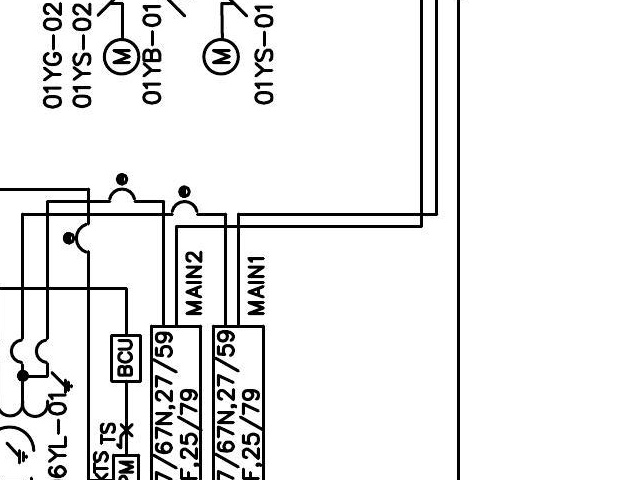 01YG-02
01YS-02
M
01YB-01
M
01YS-01
MAIN2
MAIN1
BCU
7/67N,27/59
F,25/79
7/67N,27/59
F,25/79
6YL-01
TS
KTS
PM